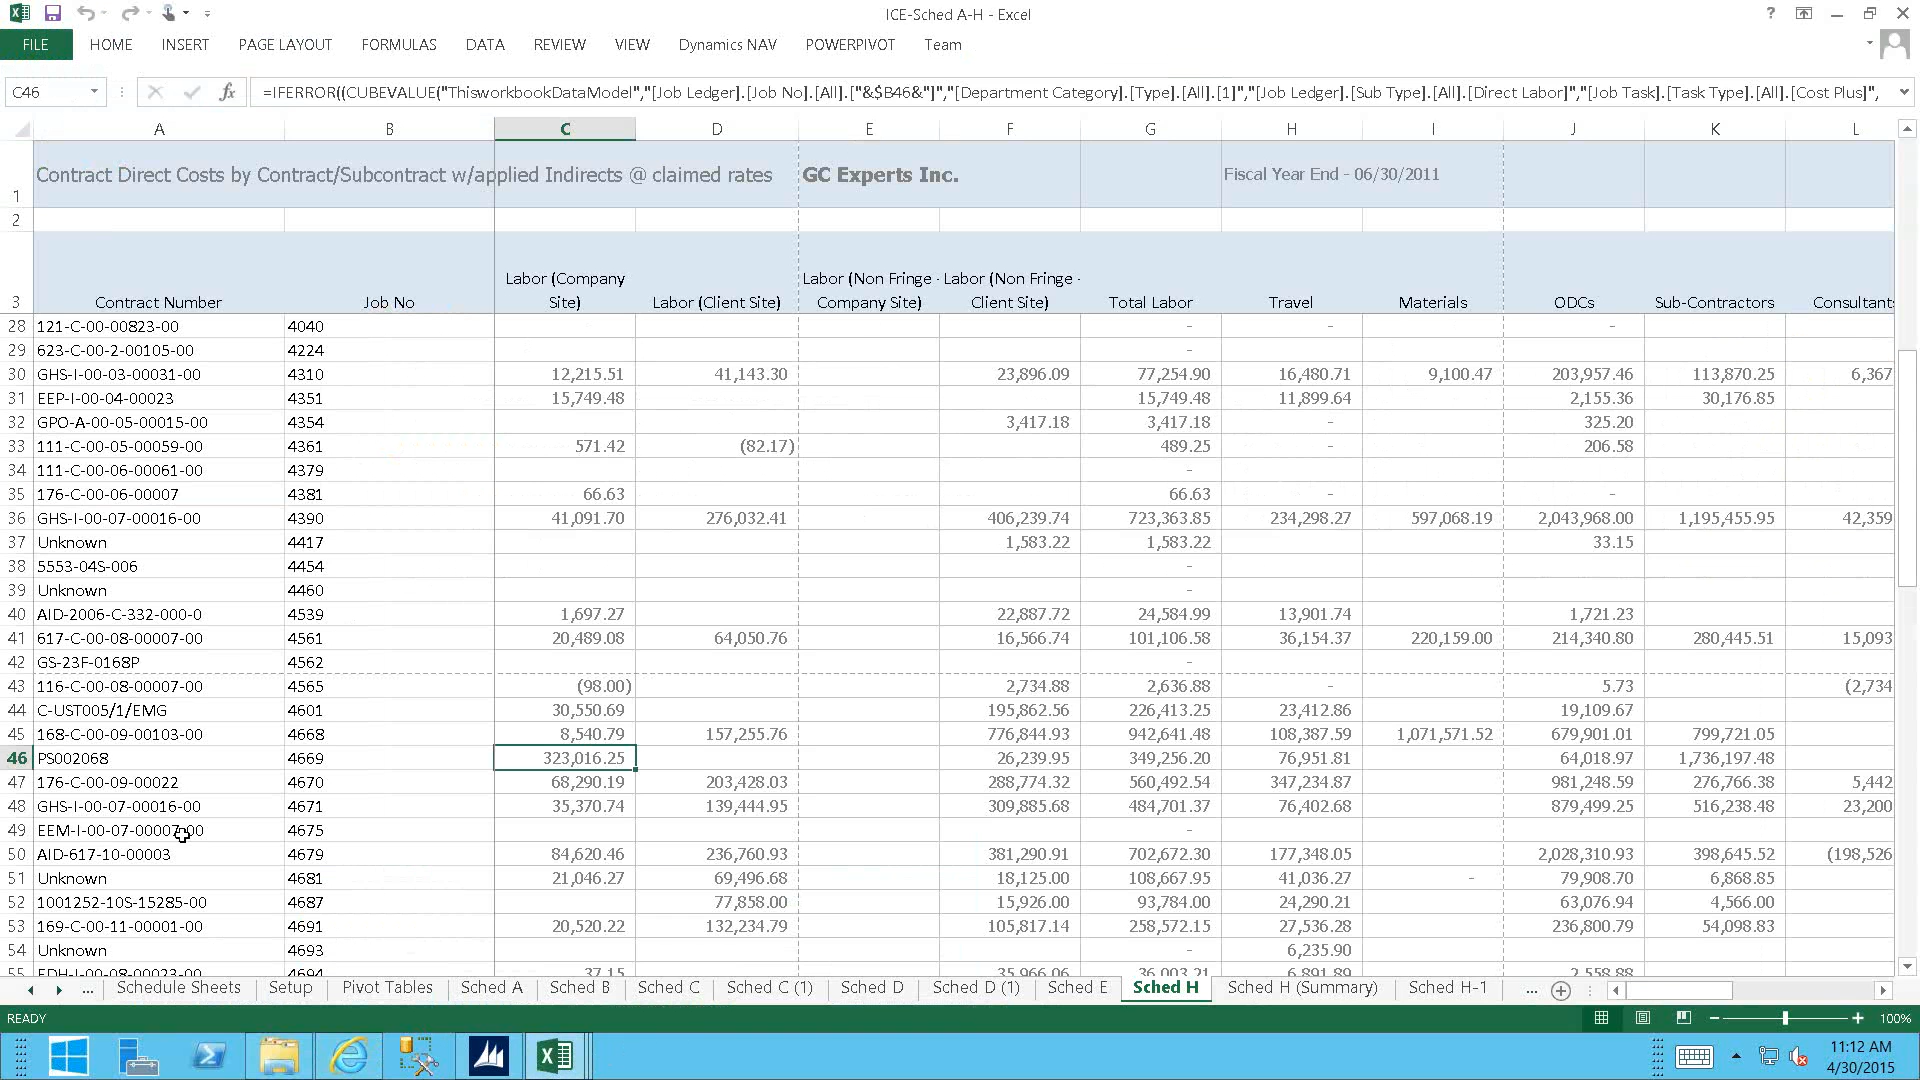 ICE-Sched A-H - Excel
FILE HOME INSERT PAGE LAYOUT FORMULAS DATA REVIEW VIEW Dynamics NAV POWERPIVOT Team
C46 =IFERROR((CUBEVALUE("ThisworkbookDataModel","[Job Ledger].[Job No].[All].["&$B46&"]","[Department Category].[Type].[All].[1]","[Job Ledger].[Sub Type].[All].[Direct Labor]","[Job Task].[Task Type].[All].[Cost Plus]",
A B C D E F G H I J K L
1 Contract Direct Costs by Contract/Subcontract w/applied Indirects @ claimed rates GC Experts Inc. Fiscal Year End - 06/30/2011
2
3 Contract Number Job No Labor (Company Site) Labor (Client Site) Labor (Non Fringe - Company Site) Labor (Non Fringe - Client Site) Total Labor Travel Materials ODCs Sub-Contractors Consultants
28 121-C-00-00823-00 4040 - - -
29 623-C-00-2-00105-00 4224 -
30 GHS-I-00-03-00031-00 4310 12,215.51 41,143.30 23,896.09 77,254.90 16,480.71 9,100.47 203,957.46 113,870.25 6,367
31 EEP-I-00-04-00023 4351 15,749.48 15,749.48 11,899.64 2,155.36 30,176.85
32 GPO-A-00-05-00015-00 4354 3,417.18 3,417.18 - 325.20
33 111-C-00-05-00059-00 4361 571.42 (82.17) 489.25 - 206.58
34 111-C-00-06-00061-00 4379 -
35 176-C-00-06-00007 4381 66.63 66.63 - -
36 GHS-I-00-07-00016-00 4390 41,091.70 276,032.41 406,239.74 723,363.85 234,298.27 597,068.19 2,043,968.00 1,195,455.95 42,359
37 Unknown 4417 1,583.22 1,583.22 33.15
38 5553-04S-006 4454 -
39 Unknown 4460 -
40 AID-2006-C-332-000-0 4539 1,697.27 22,887.72 24,584.99 13,901.74 1,721.23
41 617-C-00-08-00007-00 4561 20,489.08 64,050.76 16,566.74 101,106.58 36,154.37 220,159.00 214,340.80 280,445.51 15,093
42 GS-23F-0168P 4562 -
43 116-C-00-08-00007-00 4565 (98.00) 2,734.88 2,636.88 - 5.73 (2,734
44 C-UST005/1/EMG 4601 30,550.69 195,862.56 226,413.25 23,412.86 19,109.67
45 168-C-00-09-00103-00 4668 8,540.79 157,255.76 776,844.93 942,641.48 108,387.59 1,071,571.52 679,901.01 799,721.05
46 PS002068 4669 323,016.25 26,239.95 349,256.20 76,951.81 64,018.97 1,736,197.48
47 176-C-00-09-00022 4670 68,290.19 203,428.03 288,774.32 560,492.54 347,234.87 981,248.59 276,766.38 5,442
48 GHS-I-00-07-00016-00 4671 35,370.74 139,444.95 309,885.68 484,701.37 76,402.68 879,499.25 516,238.48 23,200
49 EEM-I-00-07-00007-00 4675 -
50 AID-617-10-00003 4679 84,620.46 236,760.93 381,290.91 702,672.30 177,348.05 2,028,310.93 398,645.52 (198,526
51 Unknown 4681 21,046.27 69,496.68 18,125.00 108,667.95 41,036.27 - 79,908.70 6,868.85
52 1001252-10S-15285-00 4687 77,858.00 15,926.00 93,784.00 24,290.21 63,076.94 4,566.00
53 169-C-00-11-00001-00 4691 20,520.22 132,234.79 105,817.14 258,572.15 27,536.28 236,800.79 54,098.83
54 Unknown 4693 - 6,235.90
55 EDH-I-00-08-00023-00 4694 37.15 35,966.06 36,003.21 6,891.89 2,558.88
... Schedule Sheets Setup Pivot Tables Sched A Sched B Sched C Sched C (1) Sched D Sched D (1) Sched E Sched H Sched H (Summary) Sched H-1 ...
READY 100%
11:12 AM
4/30/2015